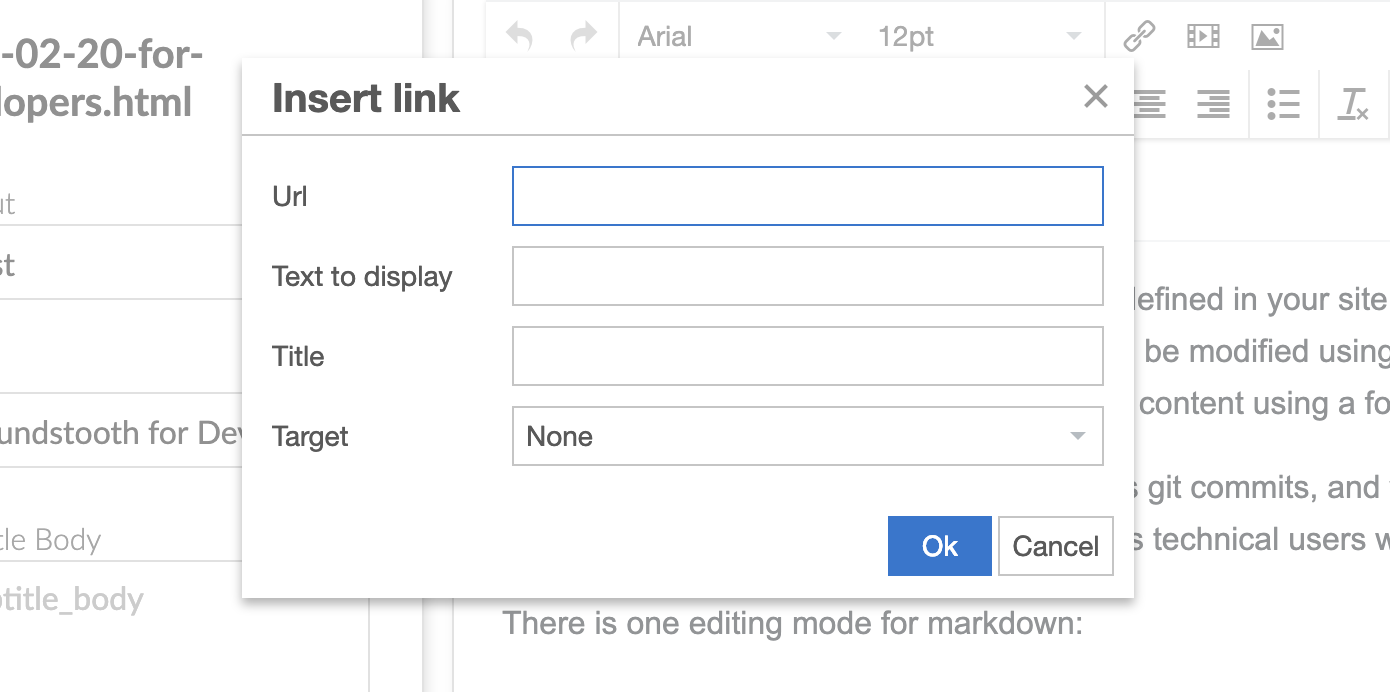 -02-20-for-
lopers.html
ut
st
undstooth for Dev
tle Body
otitle_body
Arial
12pt
Insert link
Url
Text to display
Title
Target
None
Ok
Cancel
defined in your site
be modified using
content using a fo
s git commits, and
s technical users w
There is one editing mode for markdown: